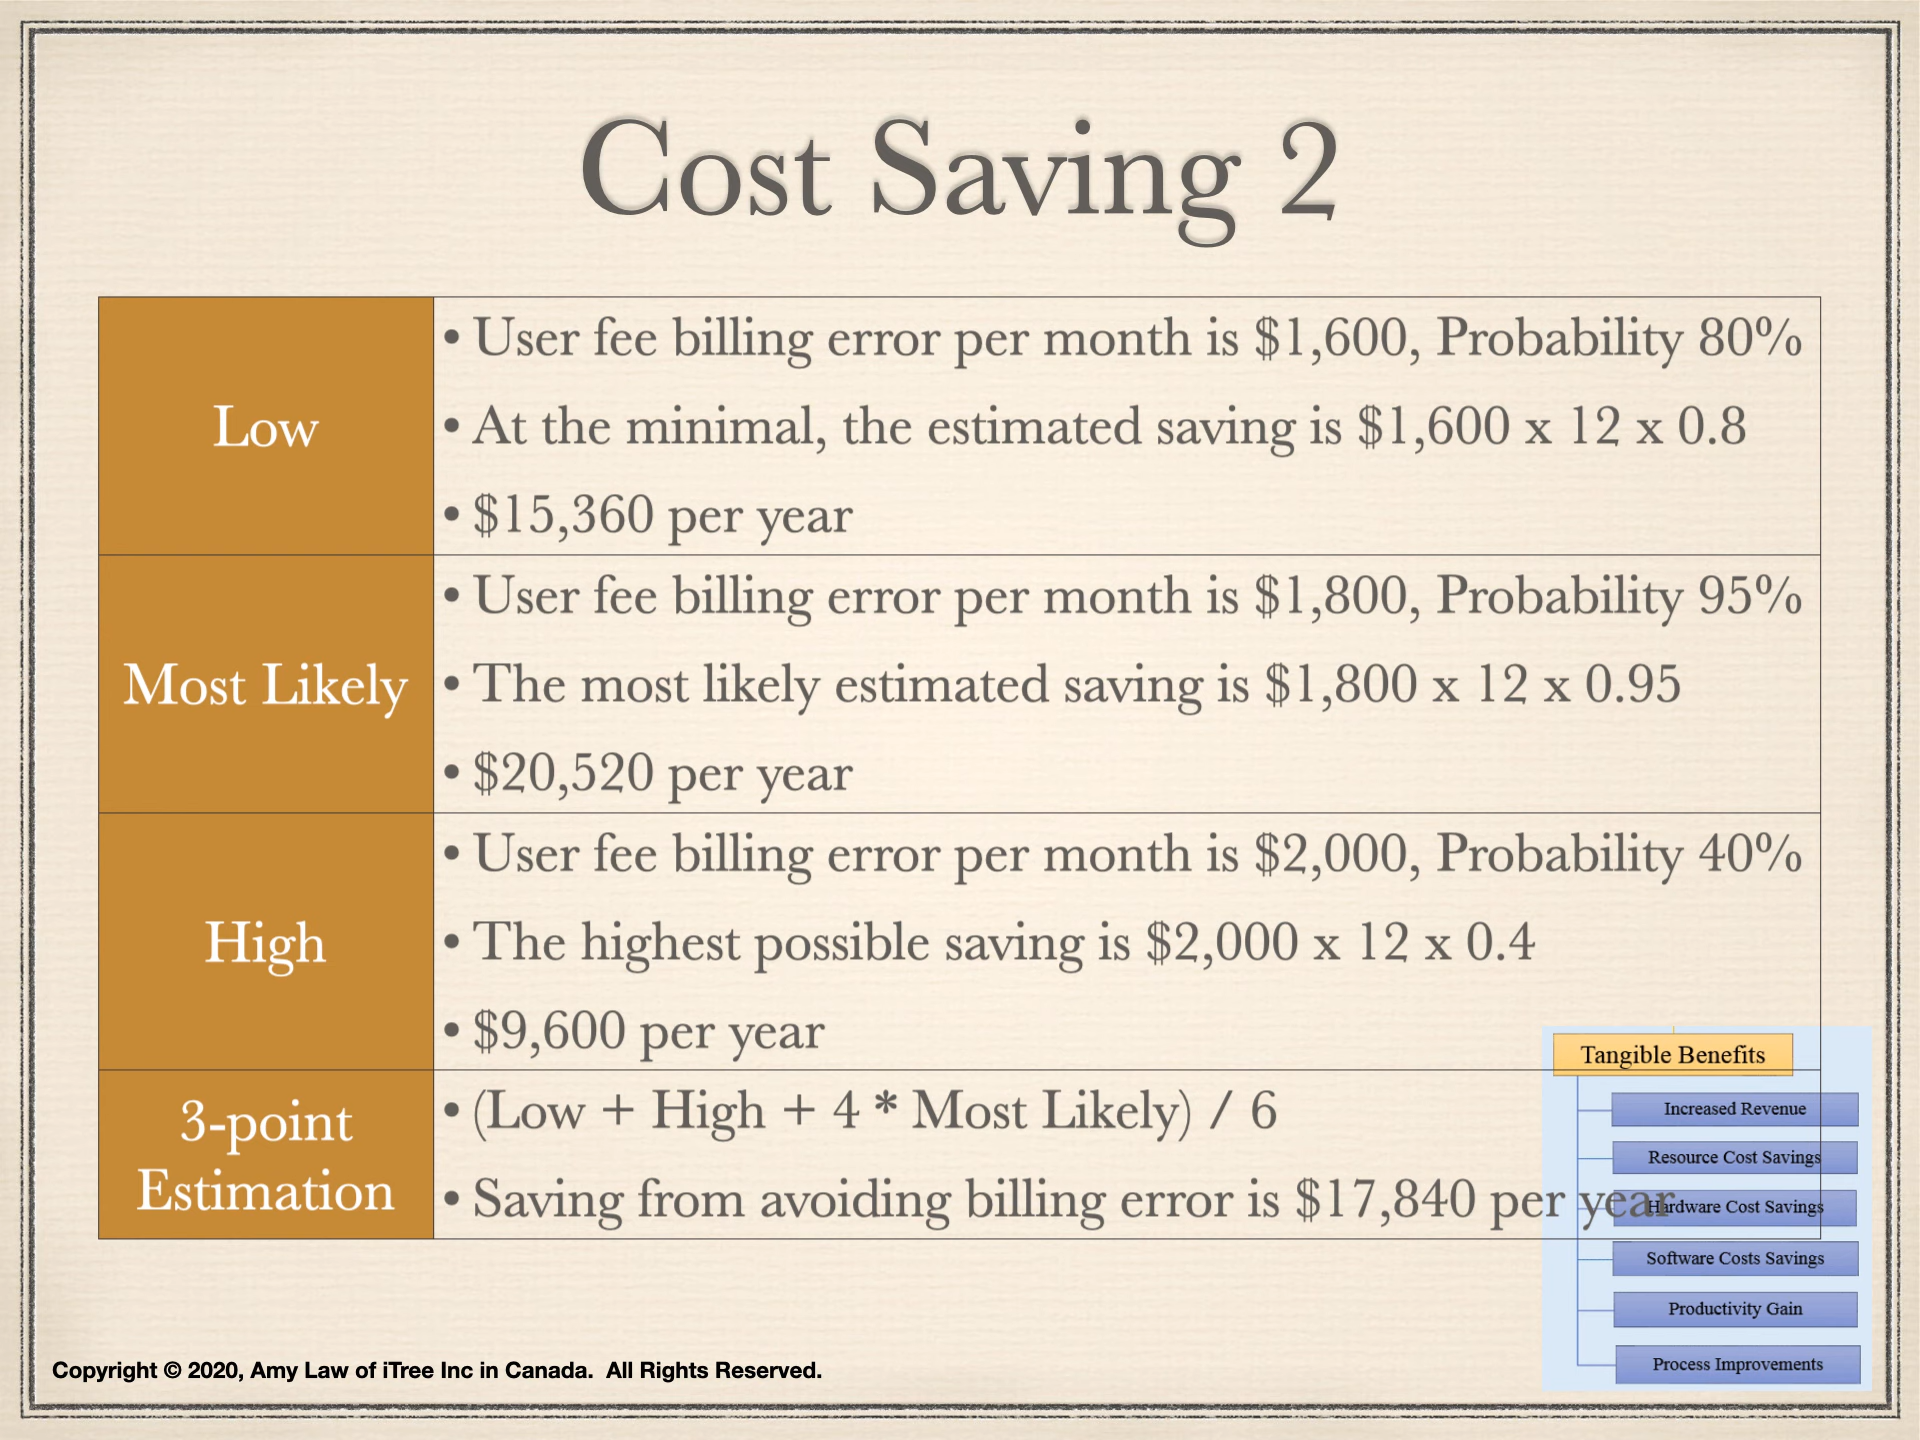 Cost Saving 2
Low
• User fee billing error per month is $1,600, Probability 80%
• At the minimal, the estimated saving is $1,600 x 12 x 0.8
• $15,360 per year
Most Likely
• User fee billing error per month is $1,800, Probability 95%
• The most likely estimated saving is $1,800 x 12 x 0.95
• $20,520 per year
High
• User fee billing error per month is $2,000, Probability 40%
• The highest possible saving is $2,000 x 12 x 0.4
• $9,600 per year
3-point
Estimation
• (Low + High + 4 * Most Likely) / 6
• Saving from avoiding billing error is $17,840 per year
Tangible Benefits
Increased Revenue
Resource Cost Savings
Hardware Cost Savings
Software Costs Savings
Productivity Gain
Process Improvements
Copyright © 2020, Amy Law of iTree Inc in Canada.  All Rights Reserved.